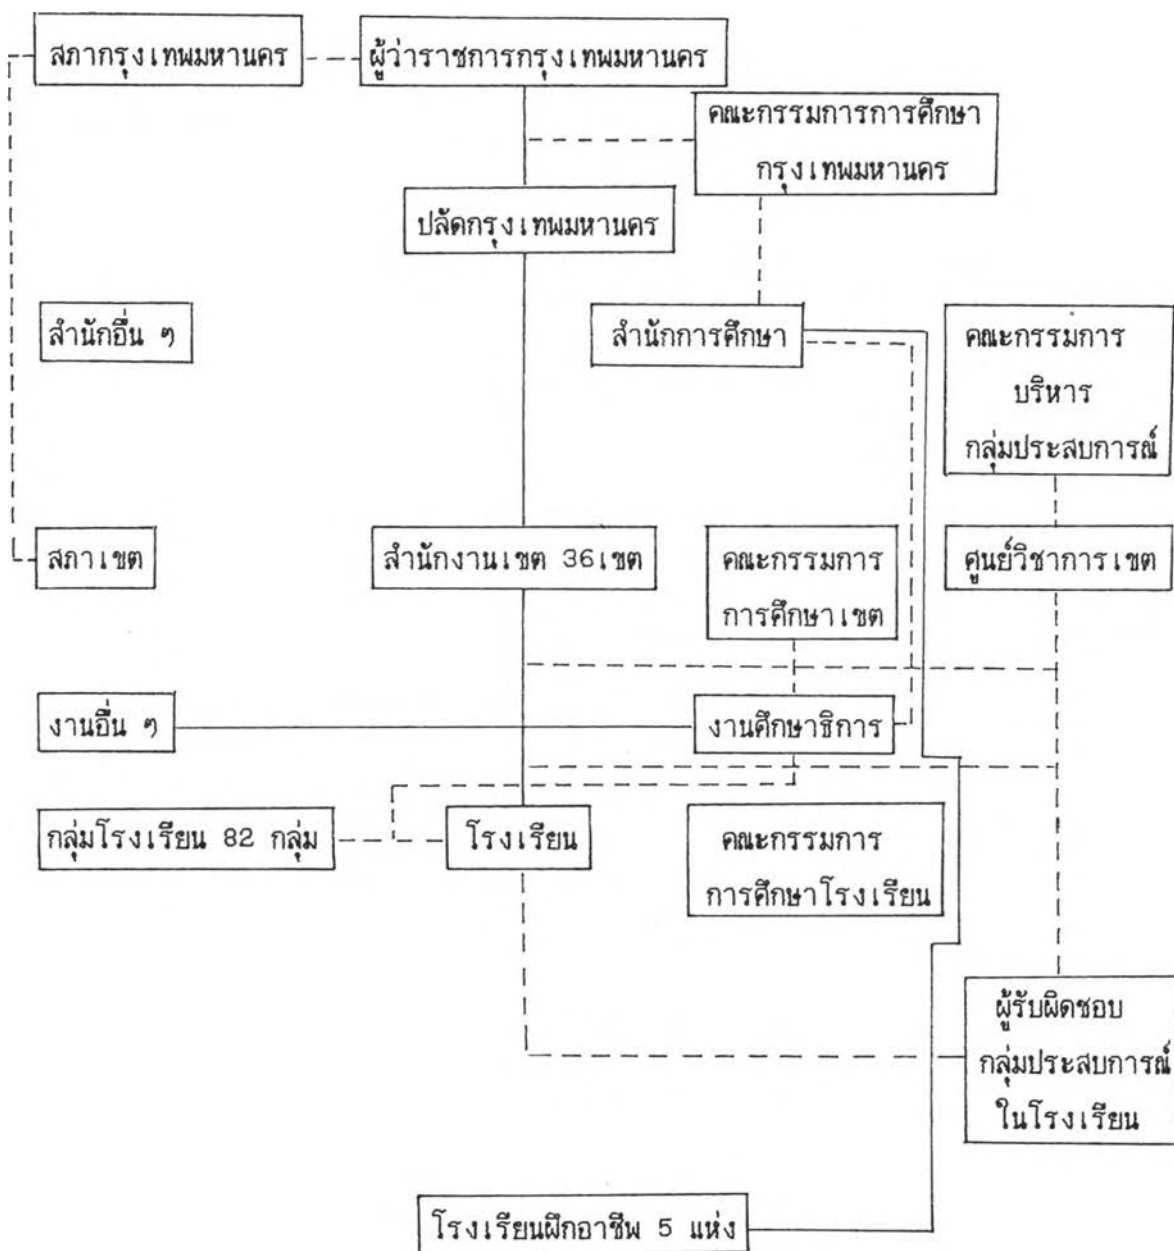 สภากรุงเทพมหานคร
ผู้ว่าราชการกรุงเทพมหานคร
คณะกรรมการการศึกษา
กรุงเทพมหานคร
ปลัดกรุงเทพมหานคร
สำนักอื่น ๆ
สำนักการศึกษา
คณะกรรมการ
บริหาร
กลุ่มประสบการณ์
สภาเขต
สำนักงานเขต 36เขต
คณะกรรมการ
การศึกษาเขต
ศูนย์วิชาการเขต
งานอื่น ๆ
งานศึกษาธิการ
กลุ่มโรงเรียน 82 กลุ่ม
โรงเรียน
คณะกรรมการ
การศึกษาโรงเรียน
ผู้รับผิดชอบ
กลุ่มประสบการณ์
ในโรงเรียน
โรงเรียนฝึกอาชีพ 5 แห่ง